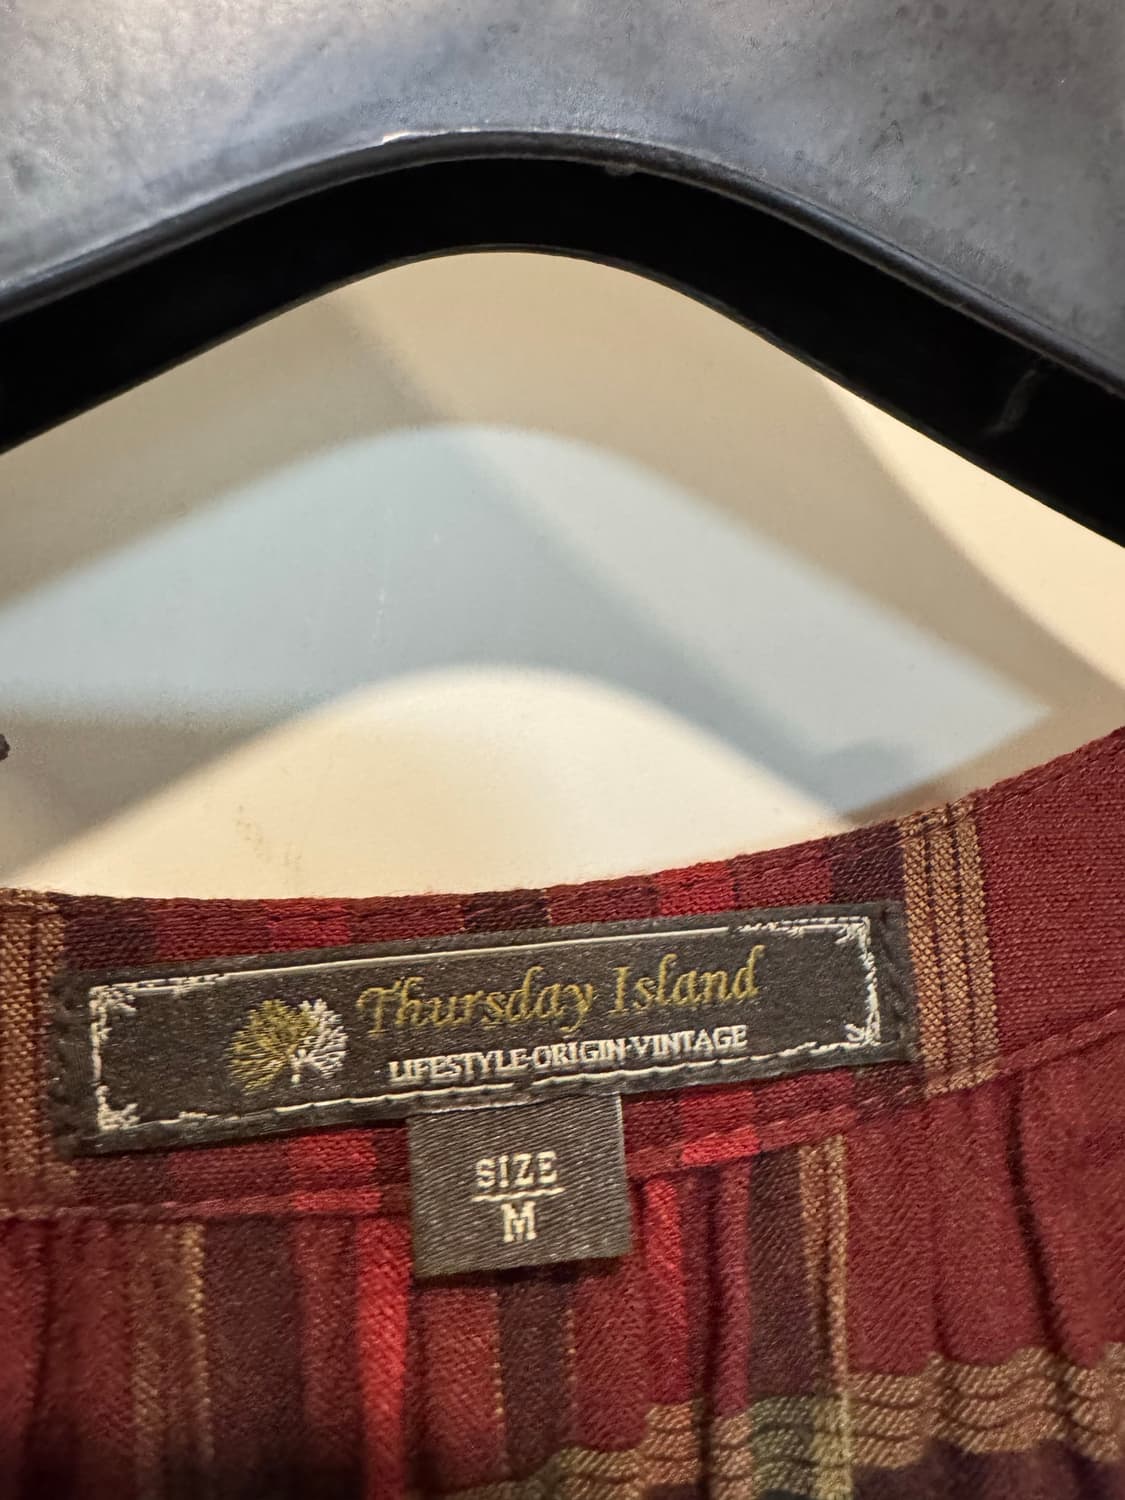 Thursday Island
LIFESTYLE·ORIGIN·VINTAGE
SIZE
M